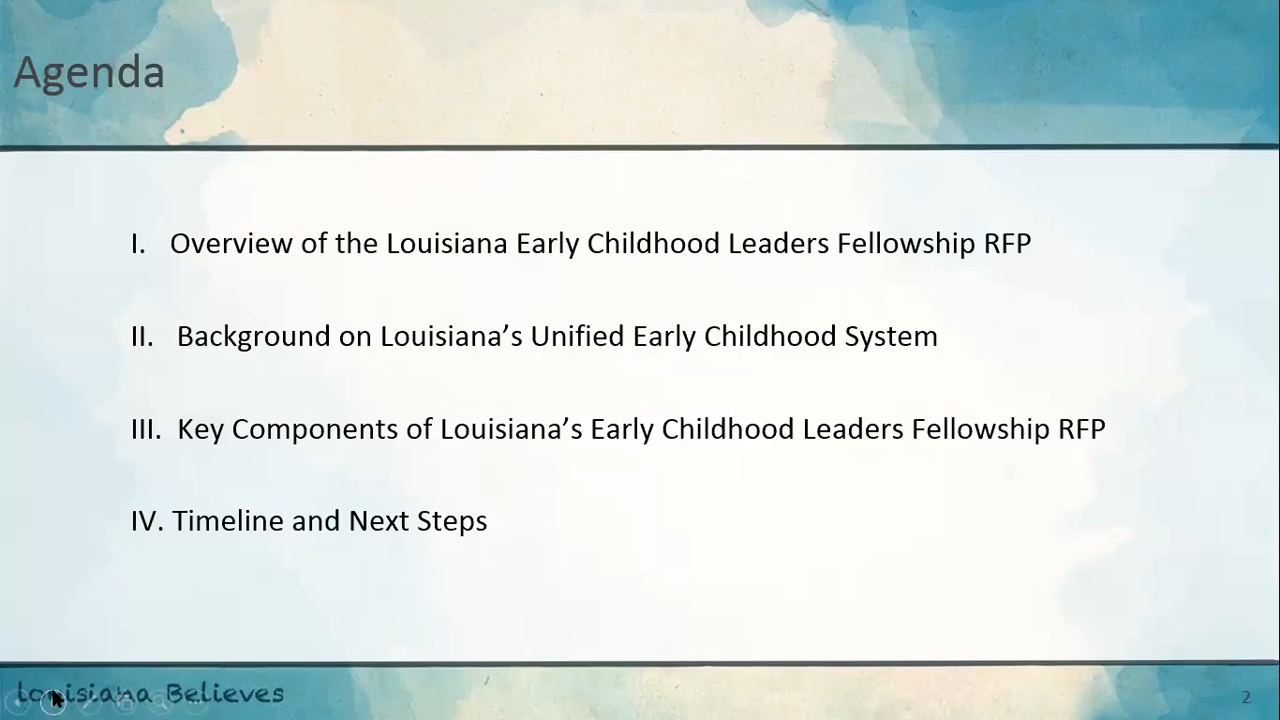 Agenda
I. Overview of the Louisiana Early Childhood Leaders Fellowship RFP
II. Background on Louisiana’s Unified Early Childhood System
III. Key Components of Louisiana’s Early Childhood Leaders Fellowship RFP
IV. Timeline and Next Steps
Louisiana Believes
2